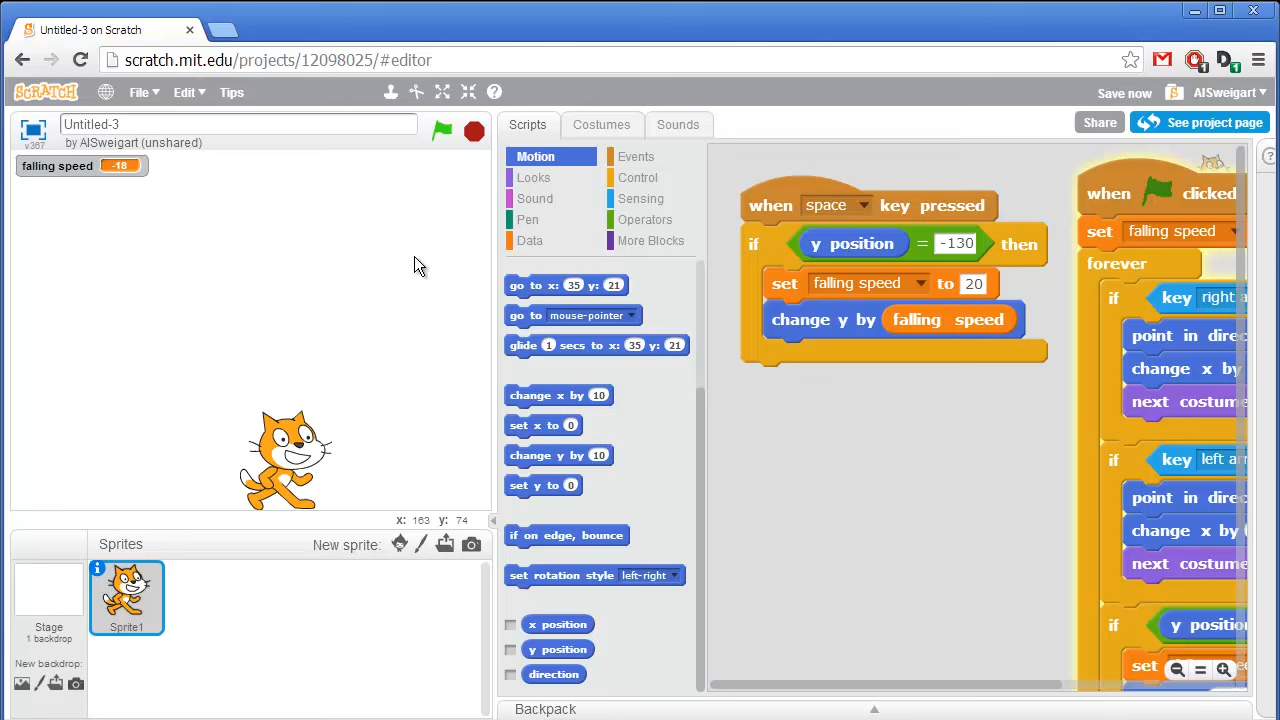 Untitled-3 on Scratch
scratch.mit.edu/projects/12098025/#editor
1
1
SCRATCH
File
Edit
Tips
Save now
AlSweigart
v367
Untitled-3
by AlSweigart (unshared)
Scripts
Costumes
Sounds
Share
See project page
falling speed -18
Motion
Events
Looks
Control
Sound
Sensing
Pen
Operators
Data
More Blocks
go to x: 35 y: 21
go to mouse-pointer
glide 1 secs to x: 35 y: 21
change x by 10
set x to 0
change y by 10
set y to 0
if on edge, bounce
set rotation style left-right
x position
y position
direction
when space key pressed
if y position = -130 then
set falling speed to 20
change y by falling speed
when clicked
set falling speed
forever
if key right a
point in direc
change x by
next costum
if key left arr
point in direc
change x by
next costum
if y positio
set
x: 163 y: 74
Sprites
New sprite:
Stage
1 backdrop
New backdrop:
Sprite1
Backpack